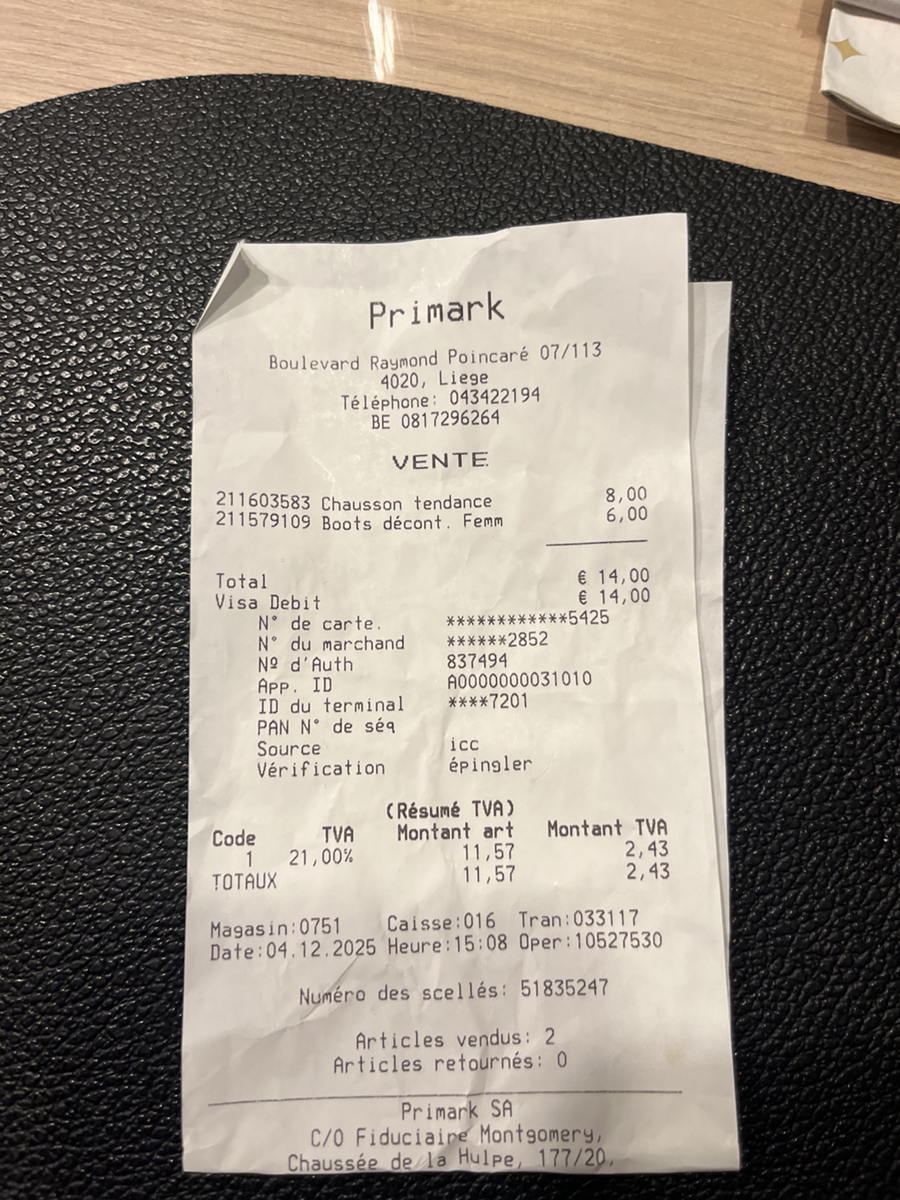 Primark
Boulevard Raymond Poincaré 07/113
4020, Liege
Téléphone: 043422194
BE 0817296264
VENTE
211603583 Chausson tendance 8,00
211579109 Boots décont. Femm 6,00
Total € 14,00
Visa Debit € 14,00
N° de carte. ************5425
N° du marchand ******2852
Nº d'Auth 837494
App. ID A0000000031010
ID du terminal ****7201
PAN N° de séq
Source icc
Vérification épingler
(Résumé TVA)
Code TVA Montant art Montant TVA
1 21,00% 11,57 2,43
TOTAUX 11,57 2,43
Magasin:0751 Caisse:016 Tran:033117
Date:04.12.2025 Heure:15:08 Oper:10527530
Numéro des scellés: 51835247
Articles vendus: 2
Articles retournés: 0
Primark SA
C/O Fiduciaire Montgomery,
Chaussée de la Hulpe, 177/20,